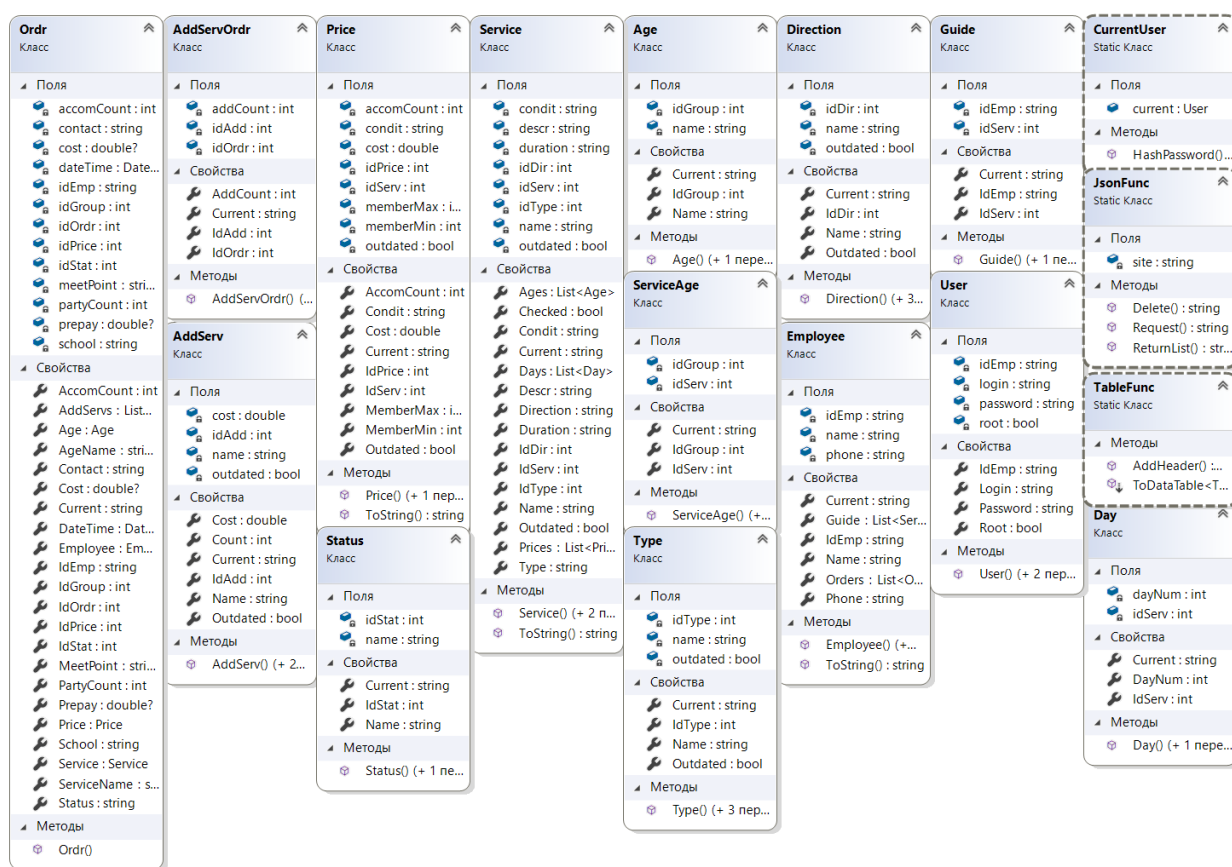 Ordr
Класс
Поля
accomCount : int
contact : string
cost : double?
dateTime : Date...
idEmp : string
idGroup : int
idOrdr : int
idPrice : int
idStat : int
meetPoint : stri...
partyCount : int
prepay : double?
school : string
Свойства
AccomCount : int
AddServs : List...
Age : Age
AgeName : stri...
Contact : string
Cost : double?
Current : string
DateTime : Dat...
Employee : Em...
IdEmp : string
IdGroup : int
IdOrdr : int
IdPrice : int
IdStat : int
MeetPoint : stri...
PartyCount : int
Prepay : double?
Price : Price
School : string
Service : Service
ServiceName : s...
Status : string
Методы
Ordr()
AddServOrdr
Класс
Поля
addCount : int
idAdd : int
idOrdr : int
Свойства
AddCount : int
Current : string
IdAdd : int
IdOrdr : int
Методы
AddServOrdr() (...
AddServ
Класс
Поля
cost : double
idAdd : int
name : string
outdated : bool
Свойства
Cost : double
Count : int
Current : string
IdAdd : int
Name : string
Outdated : bool
Методы
AddServ() (+ 2...
Price
Класс
Поля
accomCount : int
condit : string
cost : double
idPrice : int
idServ : int
memberMax : i...
memberMin : int
outdated : bool
Свойства
AccomCount : int
Condit : string
Cost : double
Current : string
IdPrice : int
IdServ : int
MemberMax : i...
MemberMin : int
Outdated : bool
Методы
Price() (+ 1 пер...
ToString() : string
Status
Класс
Поля
idStat : int
name : string
Свойства
Current : string
IdStat : int
Name : string
Методы
Status() (+ 1 пе...
Service
Класс
Поля
condit : string
descr : string
duration : string
idDir : int
idServ : int
idType : int
name : string
outdated : bool
Свойства
Ages : List<Age>
Checked : bool
Condit : string
Current : string
Days : List<Day>
Descr : string
Direction : string
Duration : string
IdDir : int
IdServ : int
IdType : int
Name : string
Outdated : bool
Prices : List<Pri...
Type : string
Методы
Service() (+ 2 п...
ToString() : string
Age
Класс
Поля
idGroup : int
name : string
Свойства
Current : string
IdGroup : int
Name : string
Методы
Age() (+ 1 пере...
ServiceAge
Класс
Поля
idGroup : int
idServ : int
Свойства
Current : string
IdGroup : int
IdServ : int
Методы
ServiceAge() (+...
Type
Класс
Поля
idType : int
name : string
outdated : bool
Свойства
Current : string
IdType : int
Name : string
Outdated : bool
Методы
Type() (+ 3 пер...
Direction
Класс
Поля
idDir : int
name : string
outdated : bool
Свойства
Current : string
IdDir : int
Name : string
Outdated : bool
Методы
Direction() (+ 3...
Employee
Класс
Поля
idEmp : string
name : string
phone : string
Свойства
Current : string
Guide : List<Ser...
IdEmp : string
Name : string
Orders : List<O...
Phone : string
Методы
Employee() (+...
ToString() : string
Guide
Класс
Поля
idEmp : string
idServ : int
Свойства
Current : string
IdEmp : string
IdServ : int
Методы
Guide() (+ 1 пе...
User
Класс
Поля
idEmp : string
login : string
password : string
root : bool
Свойства
IdEmp : string
Login : string
Password : string
Root : bool
Методы
User() (+ 2 пер...
CurrentUser
Static Класс
Поля
current : User
Методы
HashPassword()...
JsonFunc
Static Класс
Поля
site : string
Методы
Delete() : string
Request() : string
ReturnList() : str...
TableFunc
Static Класс
Методы
AddHeader() :...
ToDataTable<T...
Day
Класс
Поля
dayNum : int
idServ : int
Свойства
Current : string
DayNum : int
IdServ : int
Методы
Day() (+ 1 пере...